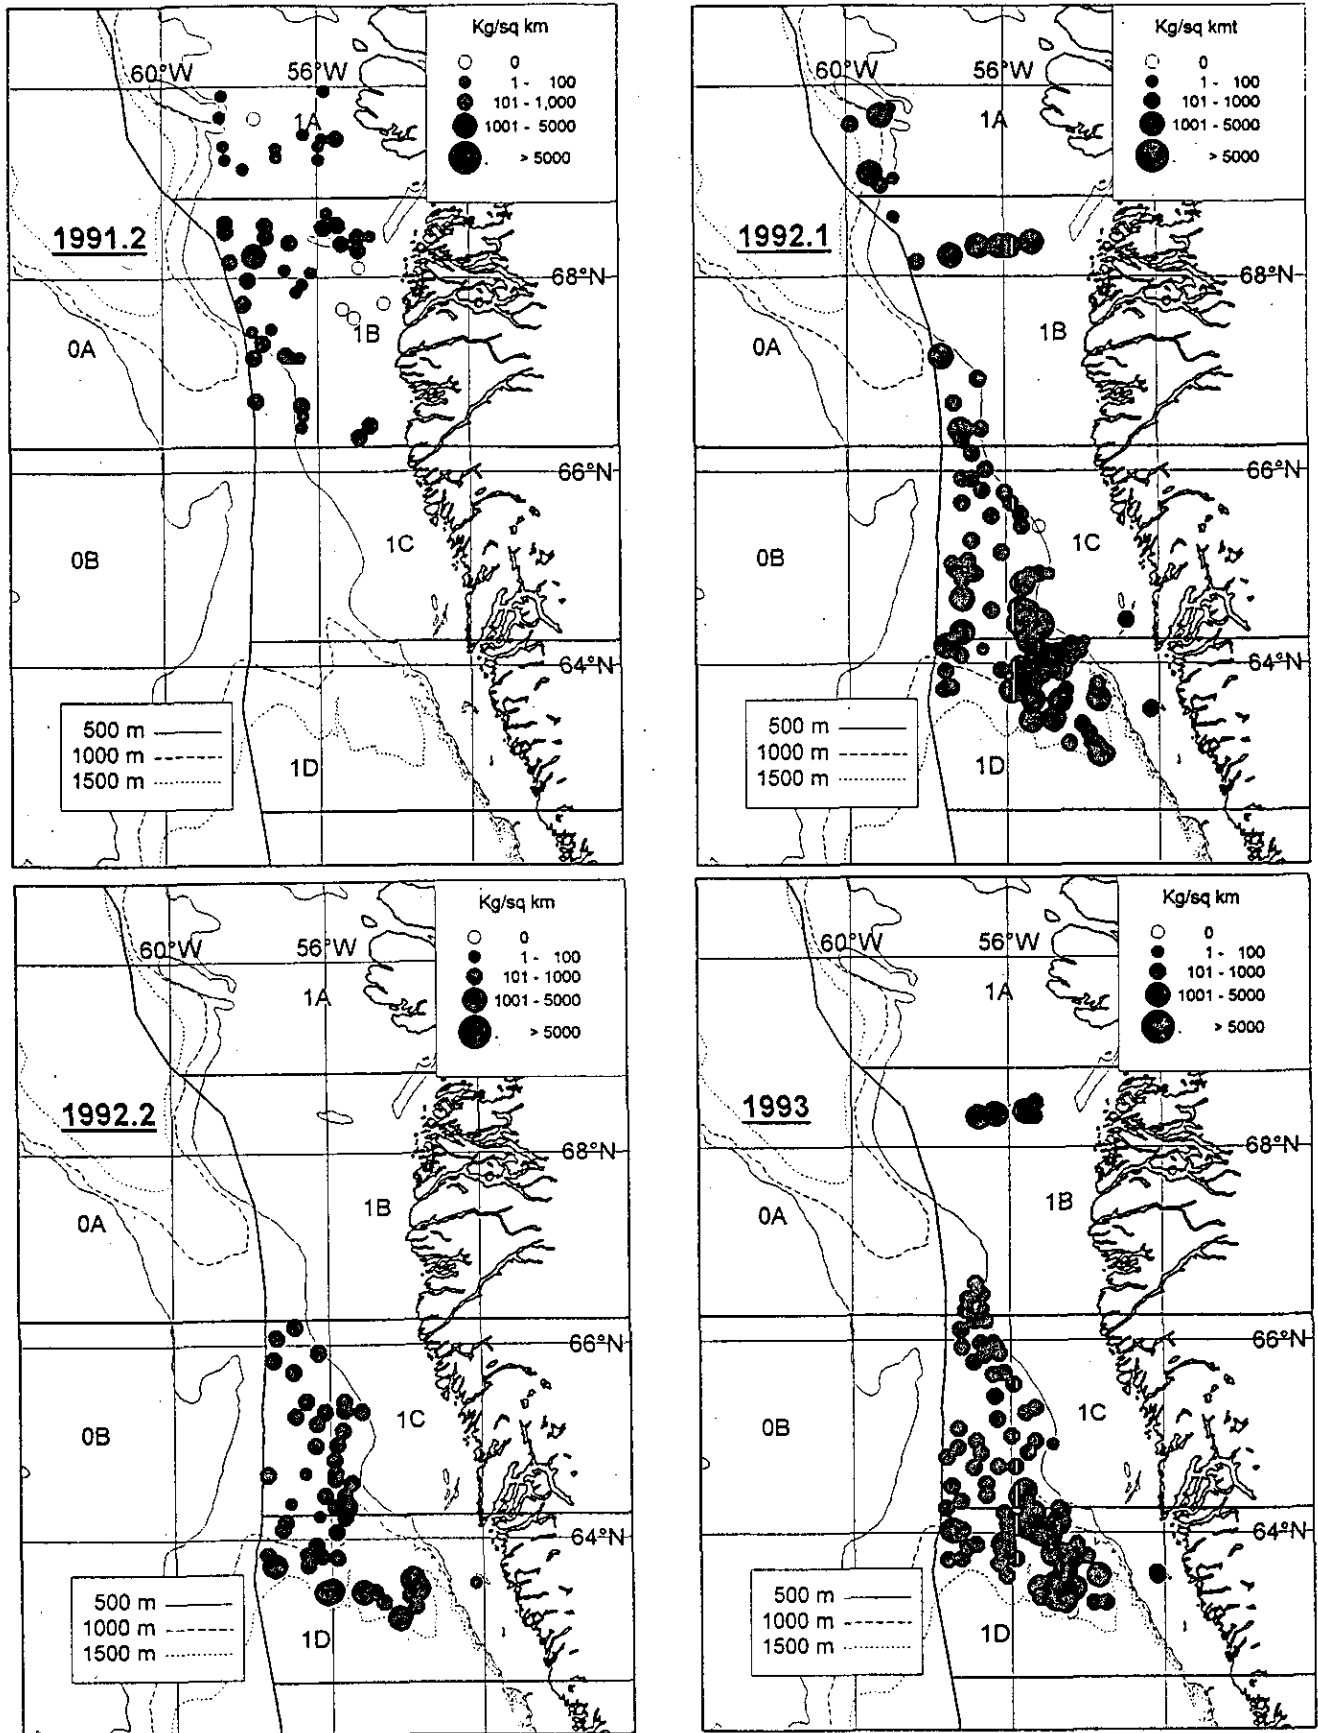 Kg/sq km
0
1 - 100
101 - 1,000
1001 - 5000
> 5000
60°W
56°W
1A
1991.2
68°N
0A
1B
66°N
0B
1C
64°N
500 m
1000 m
1500 m
1D
Kg/sq kmt
0
1 - 100
101 - 1000
1001 - 5000
> 5000
60°W
56°W
1A
1992.1
68°N
0A
1B
66°N
0B
1C
64°N
500 m
1000 m
1500 m
1D
Kg/sq km
0
1 - 100
101 - 1000
1001 - 5000
> 5000
60°W
56°W
1A
1992.2
68°N
0A
1B
66°N
0B
1C
64°N
500 m
1000 m
1500 m
1D
Kg/sq km
0
1 - 100
101 - 1000
1001 - 5000
> 5000
60°W
56°W
1A
1993
68°N
0A
1B
66°N
0B
1C
64°N
500 m
1000 m
1500 m
1D